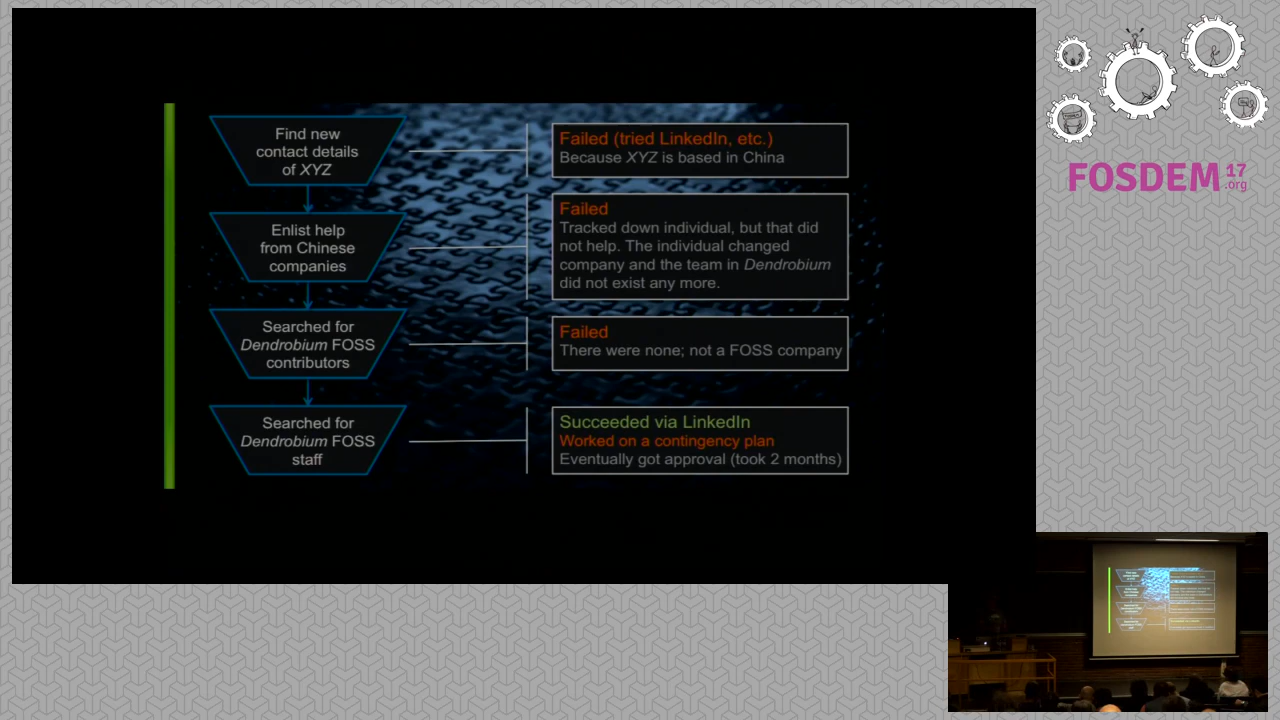 Find new
contact details
of XYZ
Failed (tried LinkedIn, etc.)
Because XYZ is based in China
Enlist help
from Chinese
companies
Failed
Tracked down individual, but that did
not help. The individual changed
company and the team in Dendrobium
did not exist any more.
Searched for
Dendrobium FOSS
contributors
Failed
There were none; not a FOSS company
Searched for
Dendrobium FOSS
staff
Succeeded via LinkedIn
Worked on a contingency plan
Eventually got approval (took 2 months)
FOSDEM 17
.org